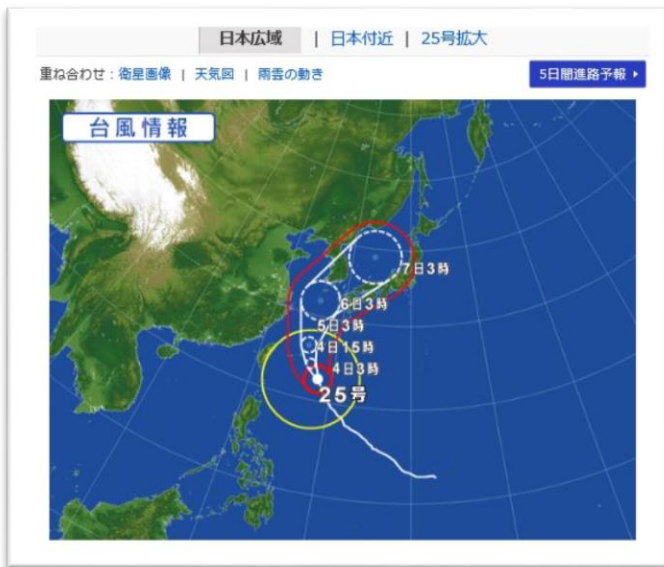 日本広域 | 日本付近 | 25号拡大
重ね合わせ：衛星画像 | 天気図 | 雨雲の動き
5日間進路予報
台風情報
7日3時
6日3時
5日3時
4日15時
4日3時
25号